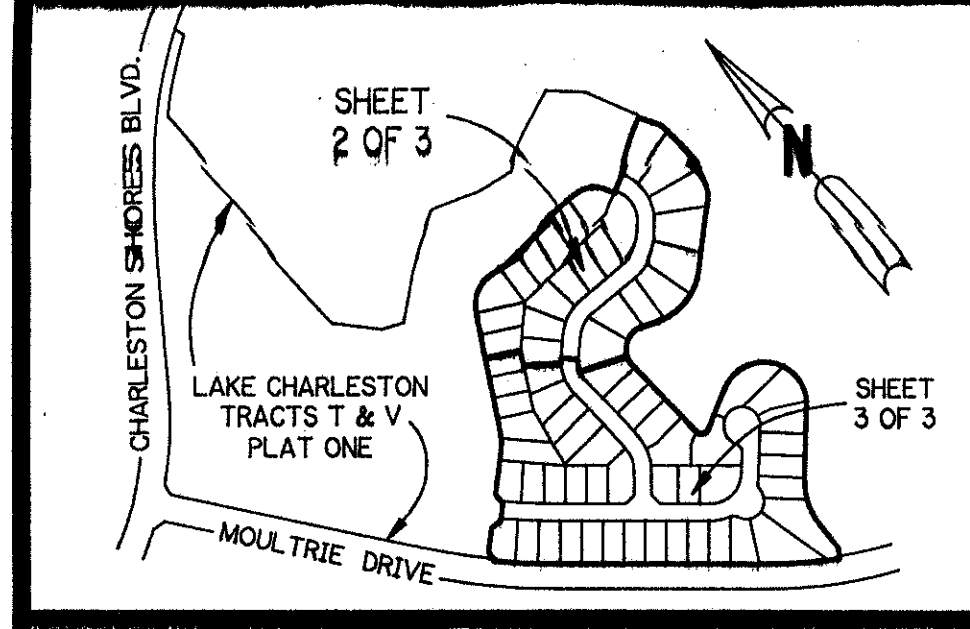 CHARLESTON SHORES BLVD.
SHEET
2 OF 3
N
LAKE CHARLESTON
TRACTS T & V
PLAT ONE
SHEET
3 OF 3
MOULTRIE DRIVE